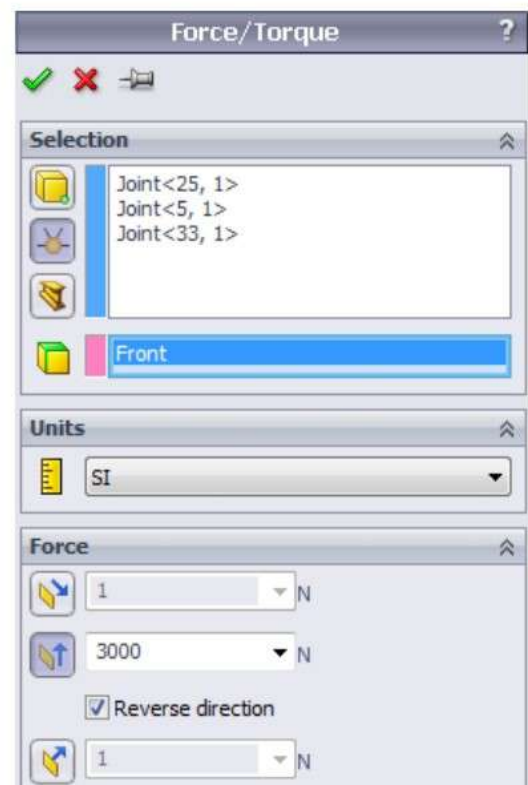 Force/Torque ?
Selection
Joint<25, 1>
Joint<5, 1>
Joint<33, 1>
Front
Units
SI
Force
1 N
3000 N
Reverse direction
1 N